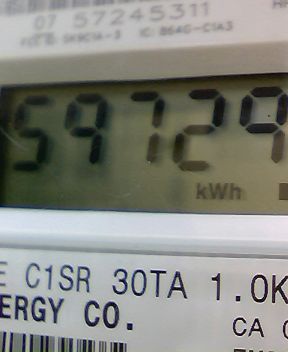 07 57245311
59729
kWh
E C1SR 30TA 1.0K
ERGY CO.
CA